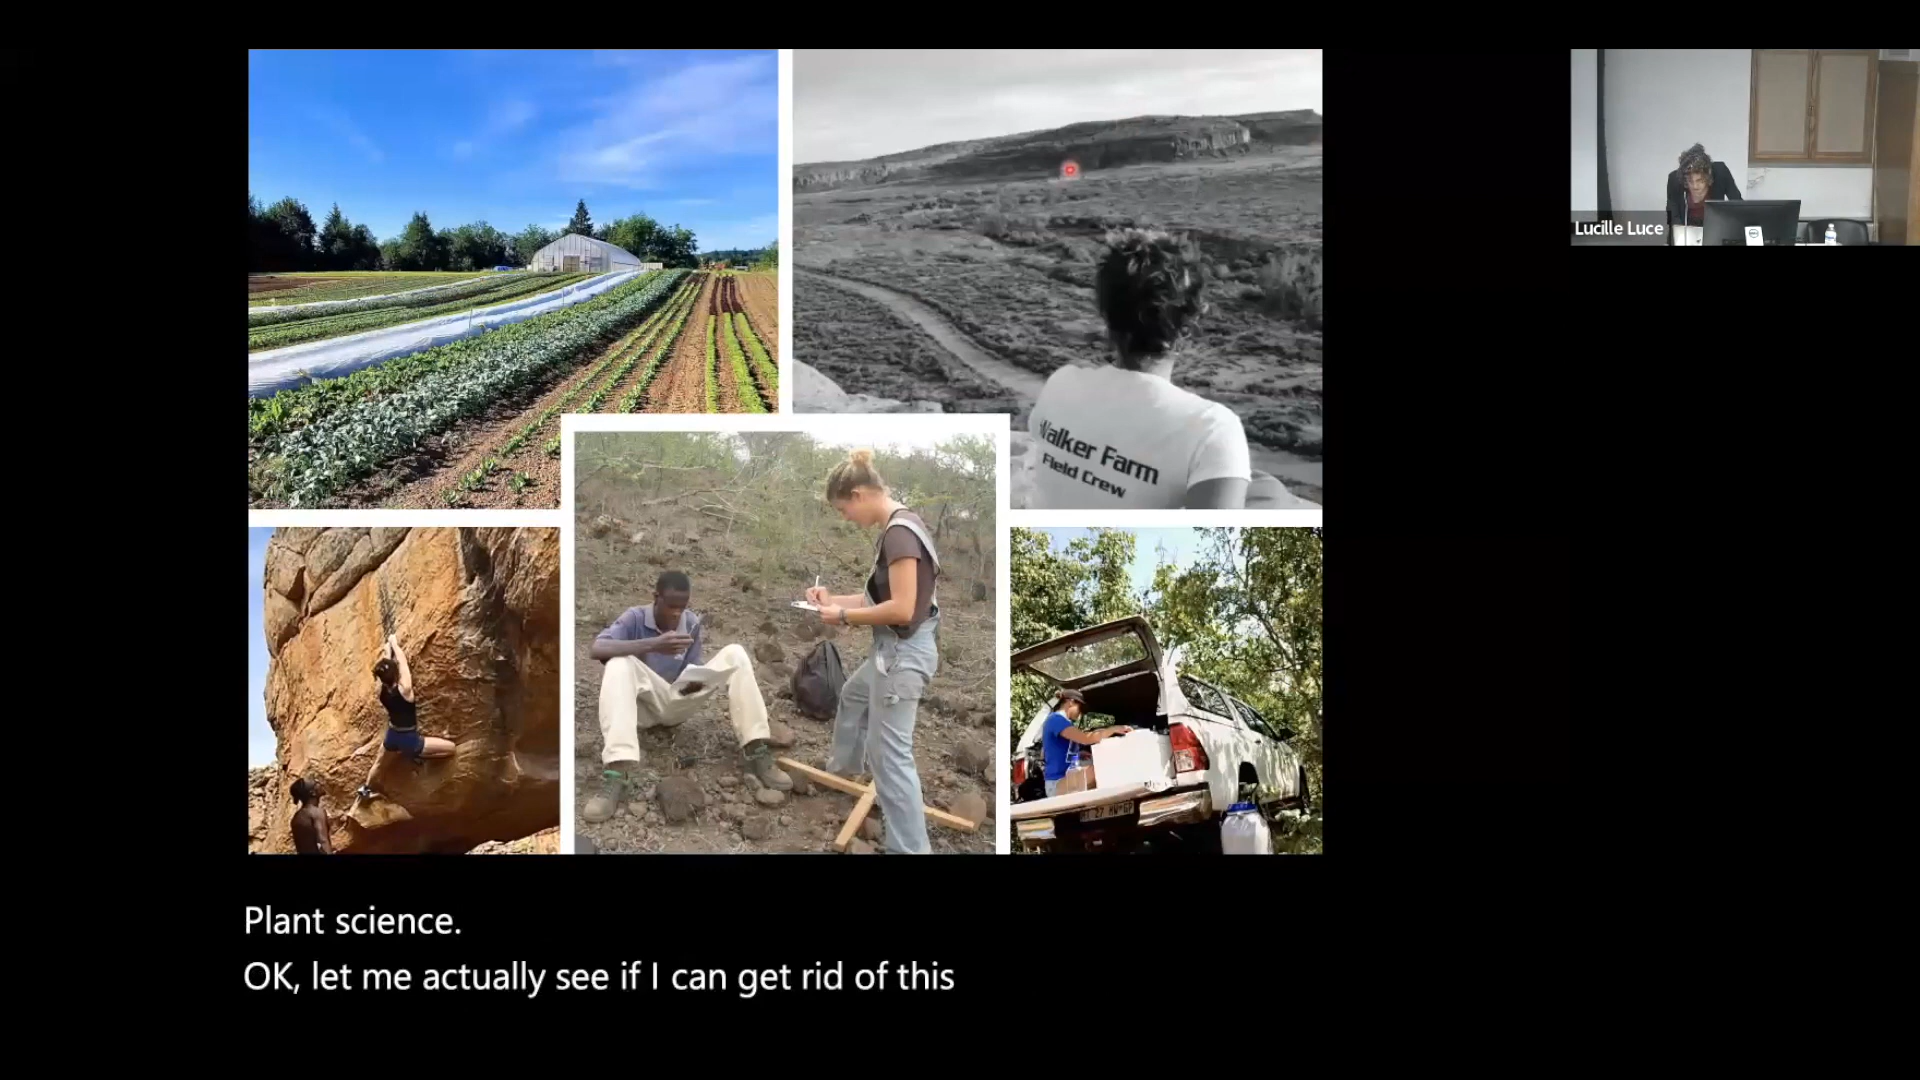 Walker Farm
Field Crew
Lucille Luce
Plant science.
OK, let me actually see if I can get rid of this